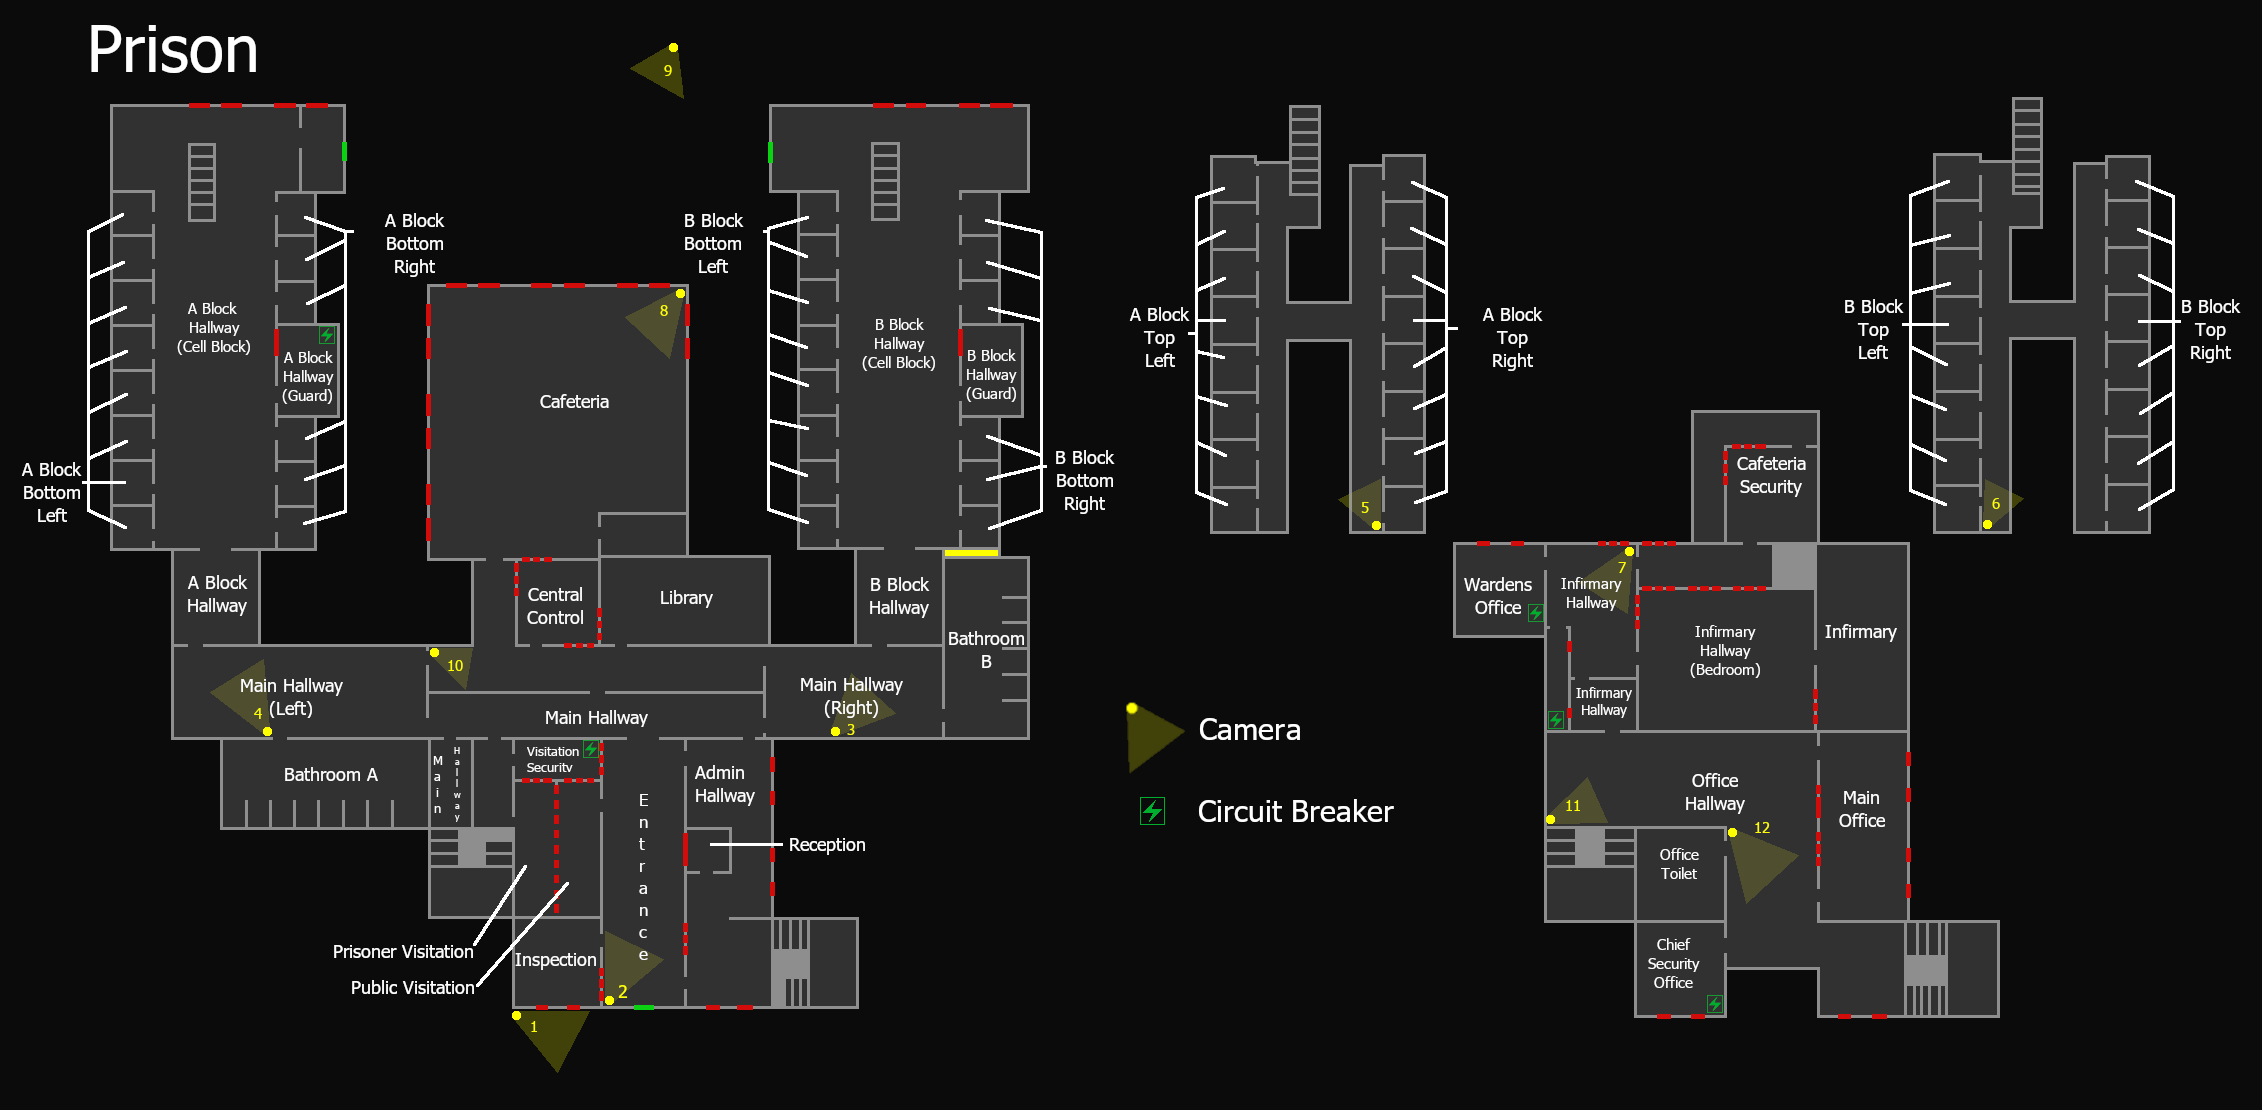 Prison
9
A Block
Bottom
Right
B Block
Bottom
Left
A Block
Hallway
(Cell Block)
A Block
Hallway
(Guard)
8
Cafeteria
B Block
Hallway
(Cell Block)
B Block
Hallway
(Guard)
A Block
Bottom
Left
B Block
Bottom
Right
A Block
Hallway
Central
Control
Library
B Block
Hallway
Bathroom
B
10
Main Hallway
(Left)
4
Main Hallway
Main Hallway
(Right)
3
Bathroom A
Main
Hallway
Visitation
Security
Entrance
Admin
Hallway
Reception
Prisoner Visitation
Public Visitation
Inspection
2
1
A Block
Top
Left
A Block
Top
Right
5
B Block
Top
Left
B Block
Top
Right
6
Cafeteria
Security
Wardens
Office
7
Infirmary
Hallway
Infirmary
Hallway
(Bedroom)
Infirmary
Infirmary
Hallway
Office
Hallway
Main
Office
11
12
Office
Toilet
Chief
Security
Office
Camera
Circuit Breaker